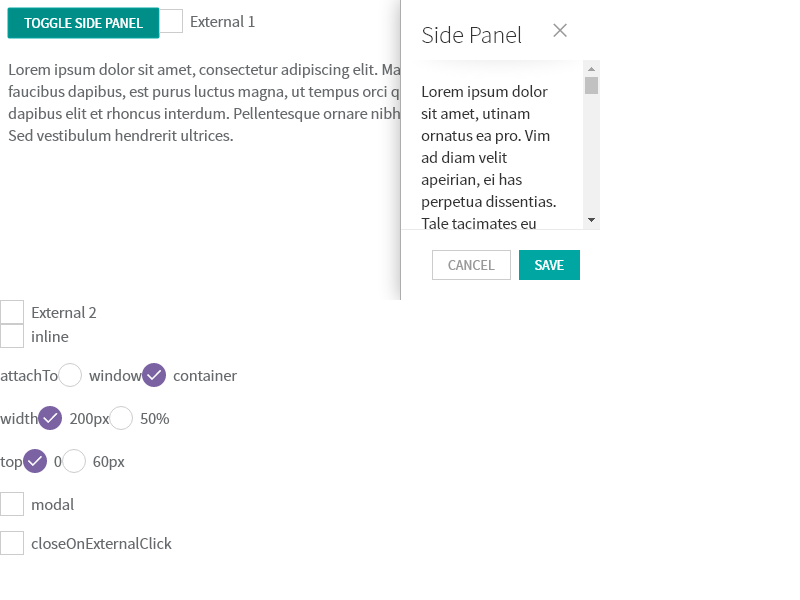 TOGGLE SIDE PANEL External 1
Lorem ipsum dolor sit amet, consectetur adipiscing elit.
faucibus dapibus, est purus luctus magna, ut tempus orci
dapibus elit et rhoncus interdum. Pellentesque ornare nibh
Sed vestibulum hendrerit ultrices.
Side Panel
Lorem ipsum dolor
sit amet, utinam
ornatus ea pro. Vim
ad diam velit
apeirian, ei has
perpetua dissentias.
Tale tacimates eu
CANCEL SAVE
External 2
inline
attachTo window container
width 200px 50%
top 0 60px
modal
closeOnExternalClick